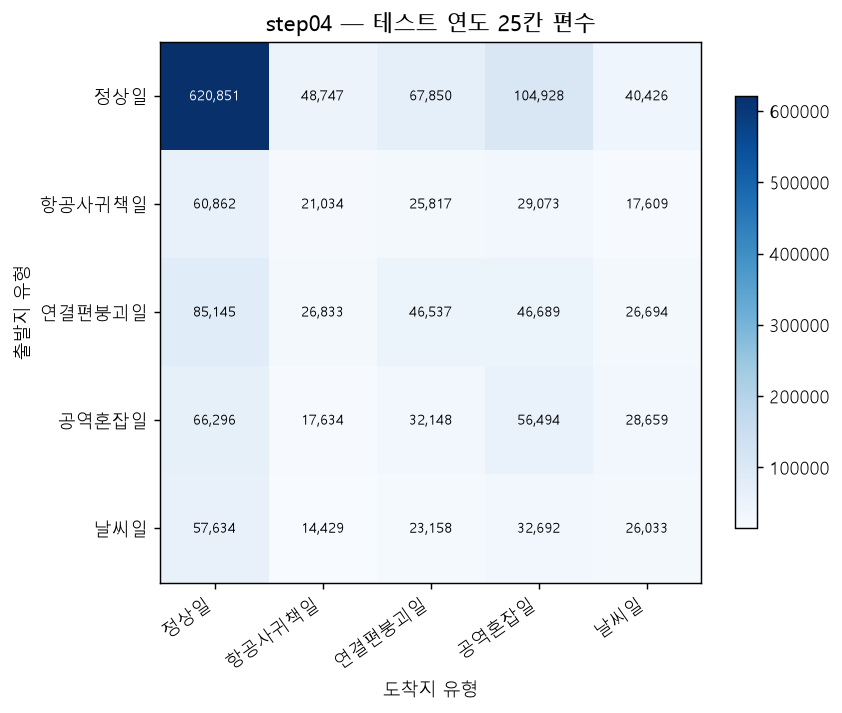 step04 — 테스트 연도 25칸 편수
정상일 620,851 48,747 67,850 104,928 40,426
항공사귀책일 60,862 21,034 25,817 29,073 17,609
연결편붕괴일 85,145 26,833 46,537 46,689 26,694
공역혼잡일 66,296 17,634 32,148 56,494 28,659
날씨일 57,634 14,429 23,158 32,692 26,033
출발지 유형
정상일 항공사귀책일 연결편붕괴일 공역혼잡일 날씨일
도착지 유형
600000
500000
400000
300000
200000
100000